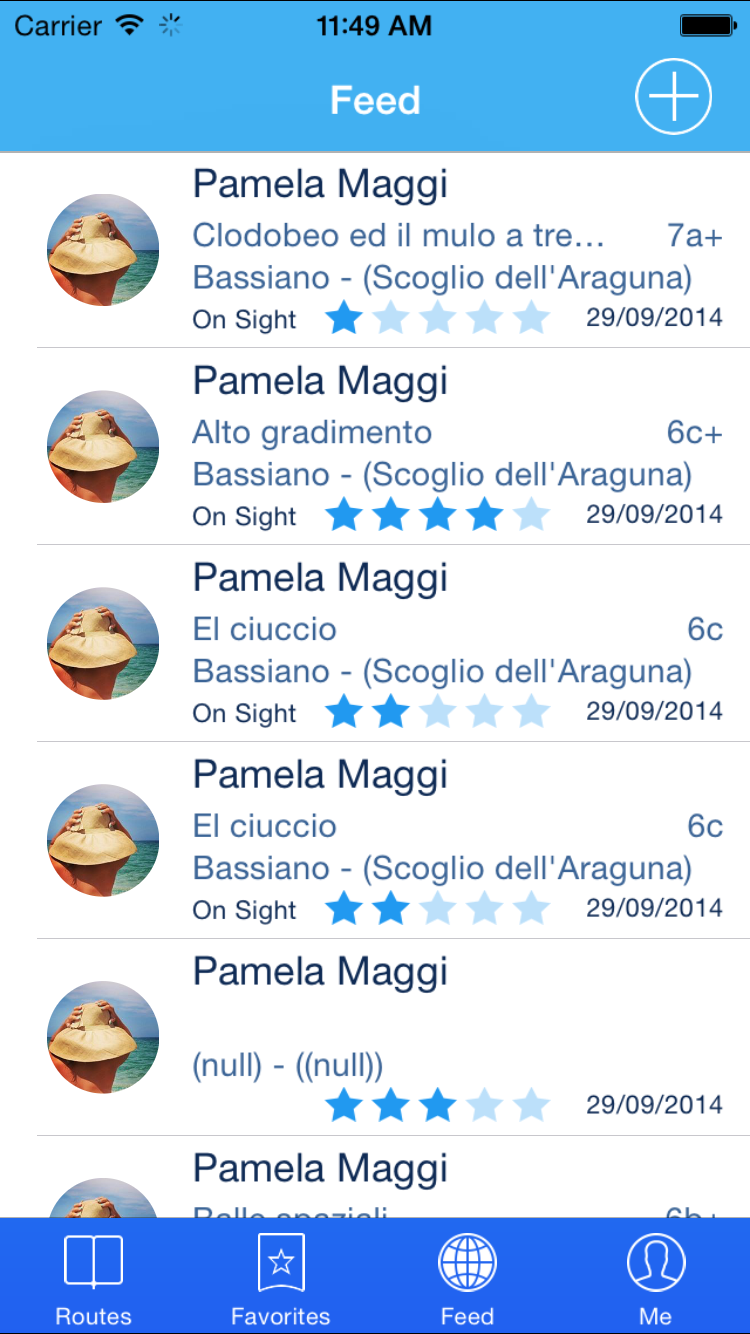 Carrier 11:49 AM
Feed
Pamela Maggi
Clodobeo ed il mulo a tre... 7a+
Bassiano - (Scoglio dell'Araguna)
On Sight 29/09/2014
Pamela Maggi
Alto gradimento 6c+
Bassiano - (Scoglio dell'Araguna)
On Sight 29/09/2014
Pamela Maggi
El ciuccio 6c
Bassiano - (Scoglio dell'Araguna)
On Sight 29/09/2014
Pamela Maggi
El ciuccio 6c
Bassiano - (Scoglio dell'Araguna)
On Sight 29/09/2014
Pamela Maggi
(null) - ((null))
29/09/2014
Pamela Maggi
Routes Favorites Feed Me